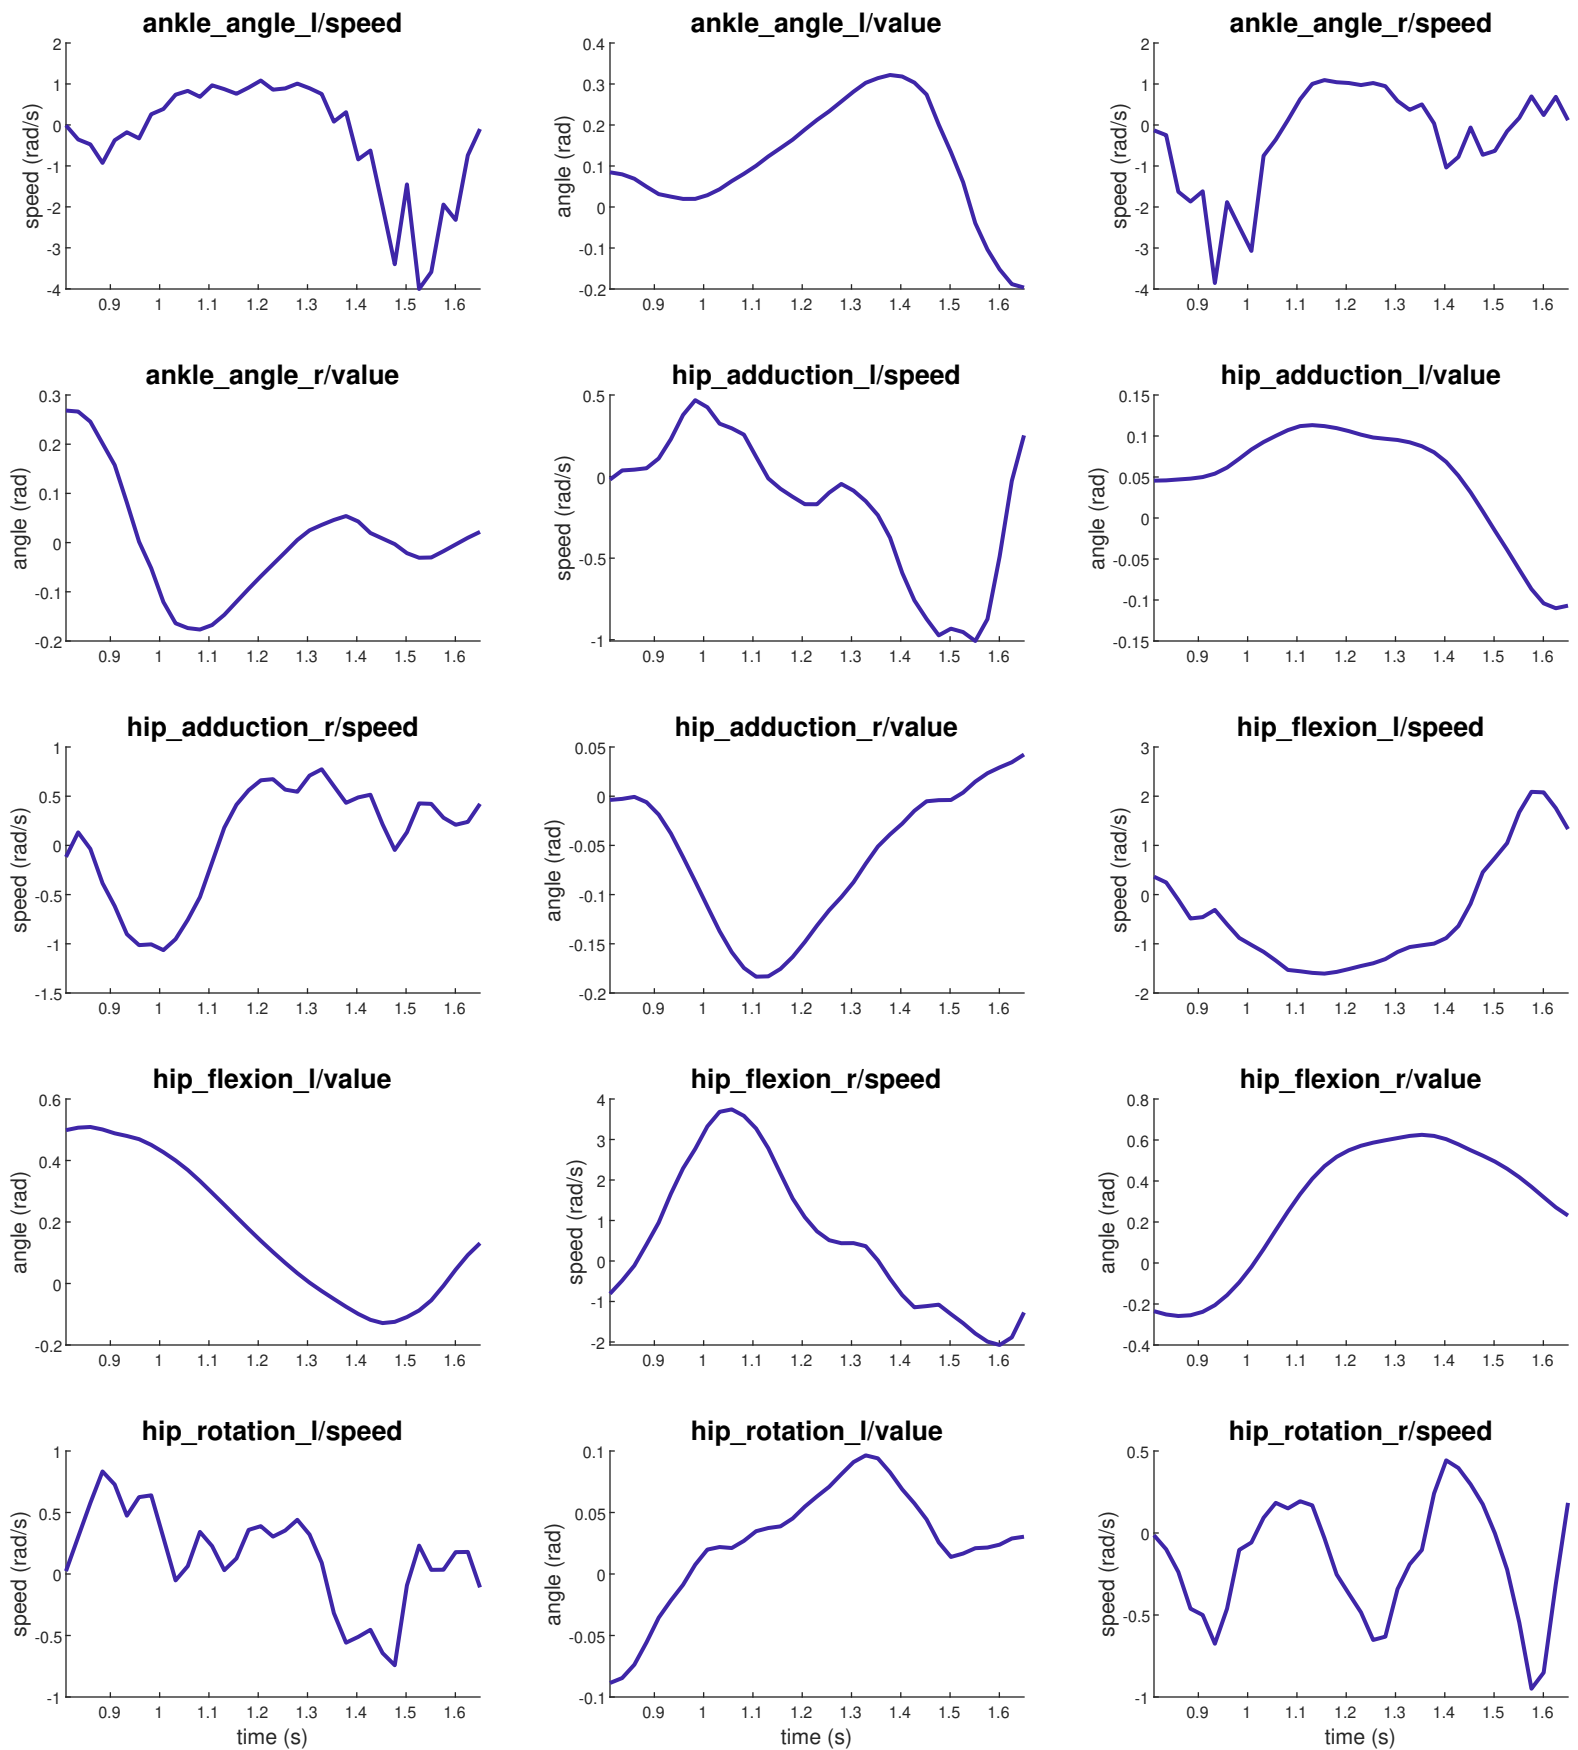 ankle_angle_l/speed
2
1
0
-1
-2
-3
-4
speed (rad/s)
0.9 1 1.1 1.2 1.3 1.4 1.5 1.6
ankle_angle_l/value
0.4
0.3
0.2
0.1
0
-0.1
-0.2
angle (rad)
0.9 1 1.1 1.2 1.3 1.4 1.5 1.6
ankle_angle_r/speed
2
1
0
-1
-2
-3
-4
speed (rad/s)
0.9 1 1.1 1.2 1.3 1.4 1.5 1.6
ankle_angle_r/value
0.3
0.2
0.1
0
-0.1
-0.2
angle (rad)
0.9 1 1.1 1.2 1.3 1.4 1.5 1.6
hip_adduction_l/speed
0.5
0
-0.5
-1
speed (rad/s)
0.9 1 1.1 1.2 1.3 1.4 1.5 1.6
hip_adduction_l/value
0.15
0.1
0.05
0
-0.05
-0.1
-0.15
angle (rad)
0.9 1 1.1 1.2 1.3 1.4 1.5 1.6
hip_adduction_r/speed
1
0.5
0
-0.5
-1
-1.5
speed (rad/s)
0.9 1 1.1 1.2 1.3 1.4 1.5 1.6
hip_adduction_r/value
0.05
0
-0.05
-0.1
-0.15
-0.2
angle (rad)
0.9 1 1.1 1.2 1.3 1.4 1.5 1.6
hip_flexion_l/speed
3
2
1
0
-1
-2
speed (rad/s)
0.9 1 1.1 1.2 1.3 1.4 1.5 1.6
hip_flexion_l/value
0.6
0.4
0.2
0
-0.2
angle (rad)
0.9 1 1.1 1.2 1.3 1.4 1.5 1.6
hip_flexion_r/speed
4
3
2
1
0
-1
-2
speed (rad/s)
0.9 1 1.1 1.2 1.3 1.4 1.5 1.6
hip_flexion_r/value
0.8
0.6
0.4
0.2
0
-0.2
-0.4
angle (rad)
0.9 1 1.1 1.2 1.3 1.4 1.5 1.6
hip_rotation_l/speed
1
0.5
0
-0.5
-1
speed (rad/s)
0.9 1 1.1 1.2 1.3 1.4 1.5 1.6
time (s)
hip_rotation_l/value
0.1
0.05
0
-0.05
-0.1
angle (rad)
0.9 1 1.1 1.2 1.3 1.4 1.5 1.6
time (s)
hip_rotation_r/speed
0.5
0
-0.5
-1
speed (rad/s)
0.9 1 1.1 1.2 1.3 1.4 1.5 1.6
time (s)